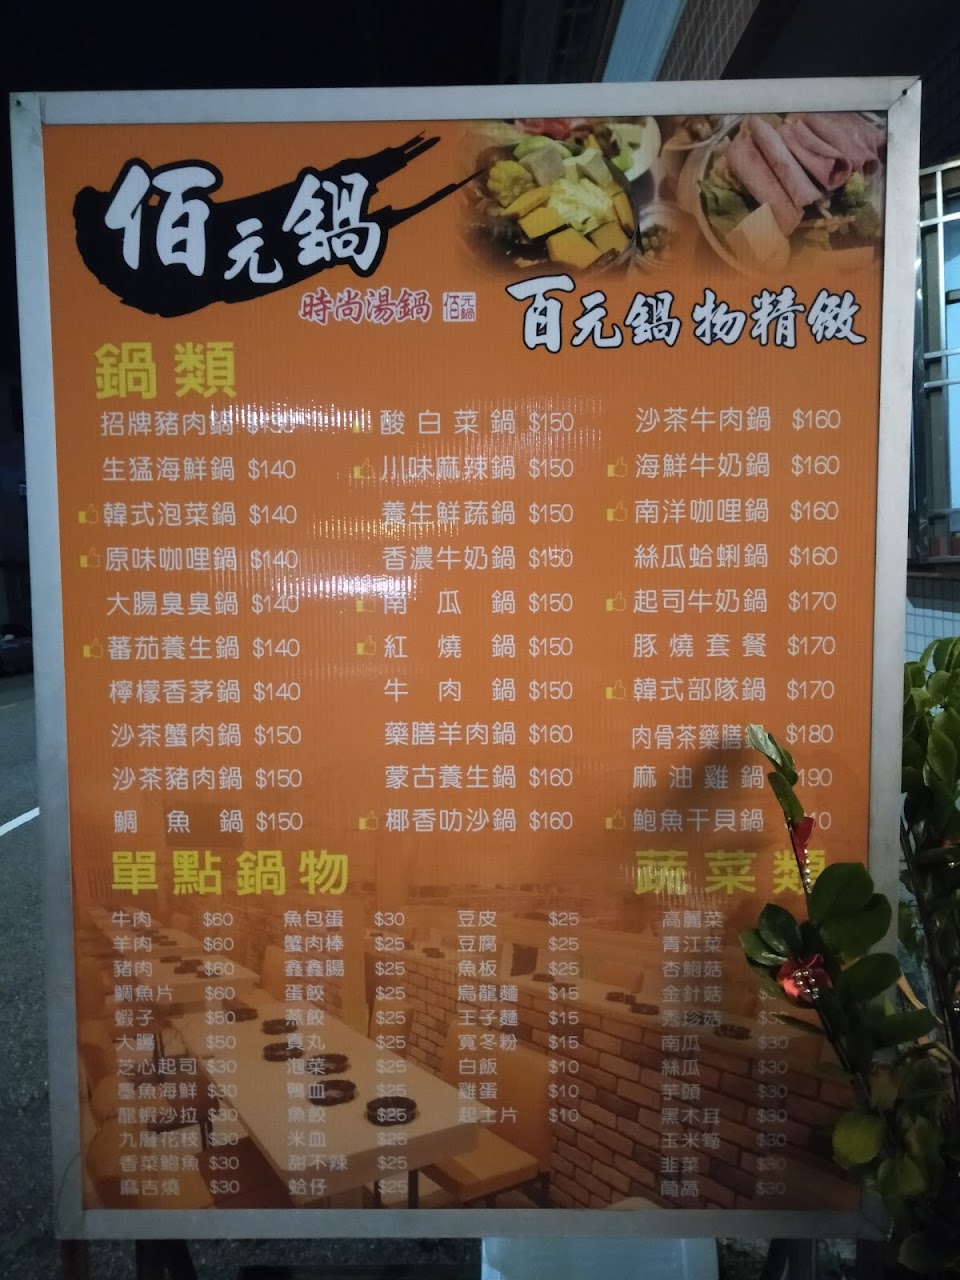 佰元鍋
時尚湯鍋 佰元鍋
百元鍋物精緻
鍋類
招牌豬肉鍋
生猛海鮮鍋 $140
韓式泡菜鍋 $140
原味咖哩鍋 $140
大腸臭臭鍋 $140
蕃茄養生鍋 $140
檸檬香茅鍋 $140
沙茶蟹肉鍋 $150
沙茶豬肉鍋 $150
鯛魚鍋 $150
酸白菜鍋 $150
川味麻辣鍋 $150
養生鮮蔬鍋 $150
香濃牛奶鍋 $150
南瓜鍋 $150
紅燒鍋 $150
牛肉鍋 $150
藥膳羊肉鍋 $160
蒙古養生鍋 $160
椰香叻沙鍋 $160
沙茶牛肉鍋 $160
海鮮牛奶鍋 $160
南洋咖哩鍋 $160
絲瓜蛤蜊鍋 $160
起司牛奶鍋 $170
豚燒套餐 $170
韓式部隊鍋 $170
肉骨茶藥膳 $180
麻油雞鍋 190
鮑魚干貝鍋
單點鍋物
牛肉 $60
羊肉 $60
豬肉 $60
鯛魚片 $60
蝦子 $50
大腸 $50
芝心起司 $30
墨魚海鮮 $30
龍蝦沙拉 $30
九層花枝 $30
香菜鮑魚 $30
麻吉燒 $30
魚包蛋 $30
蟹肉棒 $25
鑫鑫腸 $25
蛋餃 $25
燕餃 $25
貢丸 $25
泡菜 $25
鴨血 $25
魚餃 $25
米血 $25
甜不辣 $25
蛤仔 $25
豆皮 $25
豆腐 $25
魚板 $25
烏龍麵 $15
王子麵 $15
寬冬粉 $15
白飯 $10
雞蛋 $10
起士片 $10
蔬菜類
高麗菜
青江菜
杏鮑菇
金針菇
秀珍菇
南瓜 $30
絲瓜 $30
芋頭 $30
黑木耳 $30
玉米筍 $30
韭菜 $30
茼蒿 $30